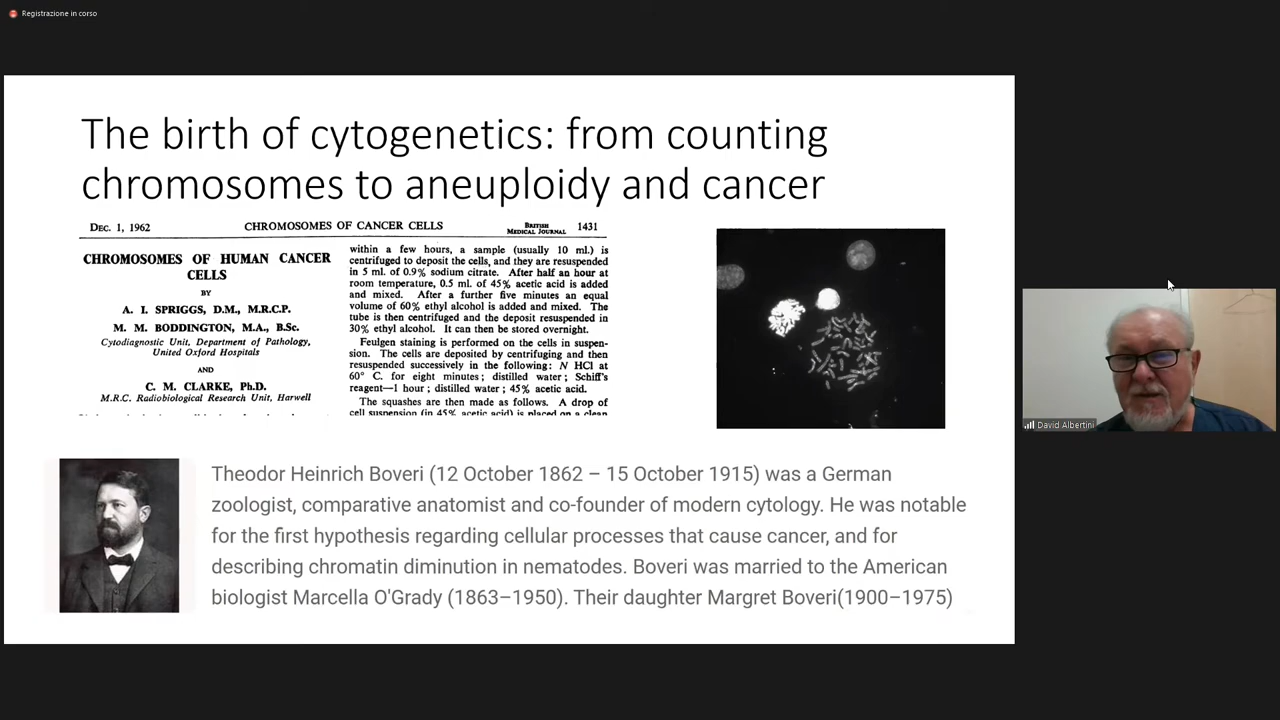 Registrazione in corso
The birth of cytogenetics: from counting
chromosomes to aneuploidy and cancer
DEC. 1, 1962 CHROMOSOMES OF CANCER CELLS BRITISH MEDICAL JOURNAL 1431
CHROMOSOMES OF HUMAN CANCER
CELLS
BY
A. I. SPRIGGS, D.M., M.R.C.P.
M. M. BODDINGTON, M.A., B.Sc.
Cytodiagnostic Unit, Department of Pathology,
United Oxford Hospitals
AND
C. M. CLARKE, Ph.D.
M.R.C. Radiobiological Research Unit, Harwell
within a few hours, a sample (usually 10 ml.) is
centrifuged to deposit the cells, and they are resuspended
in 5 ml. of 0.9% sodium citrate. After half an hour at
room temperature, 0.5 ml. of 45% acetic acid is added
and mixed. After a further five minutes an equal
volume of 60% ethyl alcohol is added and mixed. The
tube is then centrifuged and the deposit resuspended in
30% ethyl alcohol. It can then be stored overnight.
Feulgen staining is performed on the cells in suspen-
sion. The cells are deposited by centrifuging and then
resuspended successively in the following: N HCl at
60° C. for eight minutes; distilled water; Schiff's
reagent—1 hour; distilled water; 45% acetic acid.
The squashes are then made as follows. A drop of
cell suspension (in 45% acetic acid) is placed on a clean
Theodor Heinrich Boveri (12 October 1862 – 15 October 1915) was a German
zoologist, comparative anatomist and co-founder of modern cytology. He was notable
for the first hypothesis regarding cellular processes that cause cancer, and for
describing chromatin diminution in nematodes. Boveri was married to the American
biologist Marcella O'Grady (1863–1950). Their daughter Margret Boveri(1900–1975)
David Albertini